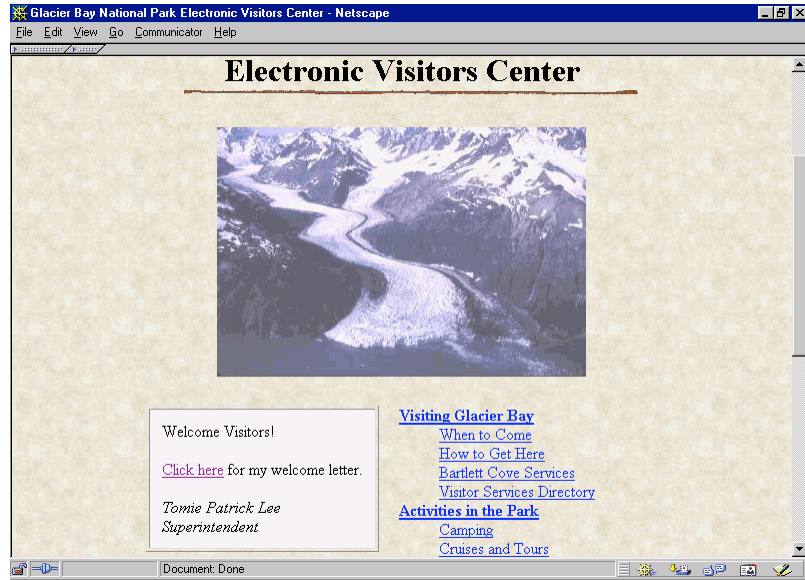 Glacier Bay National Park Electronic Visitors Center - Netscape
File Edit View Go Communicator Help
Electronic Visitors Center
Welcome Visitors!
Click here for my welcome letter.
Tomie Patrick Lee
Superintendent
Visiting Glacier Bay
When to Come
How to Get Here
Bartlett Cove Services
Visitor Services Directory
Activities in the Park
Camping
Cruises and Tours
Document: Done